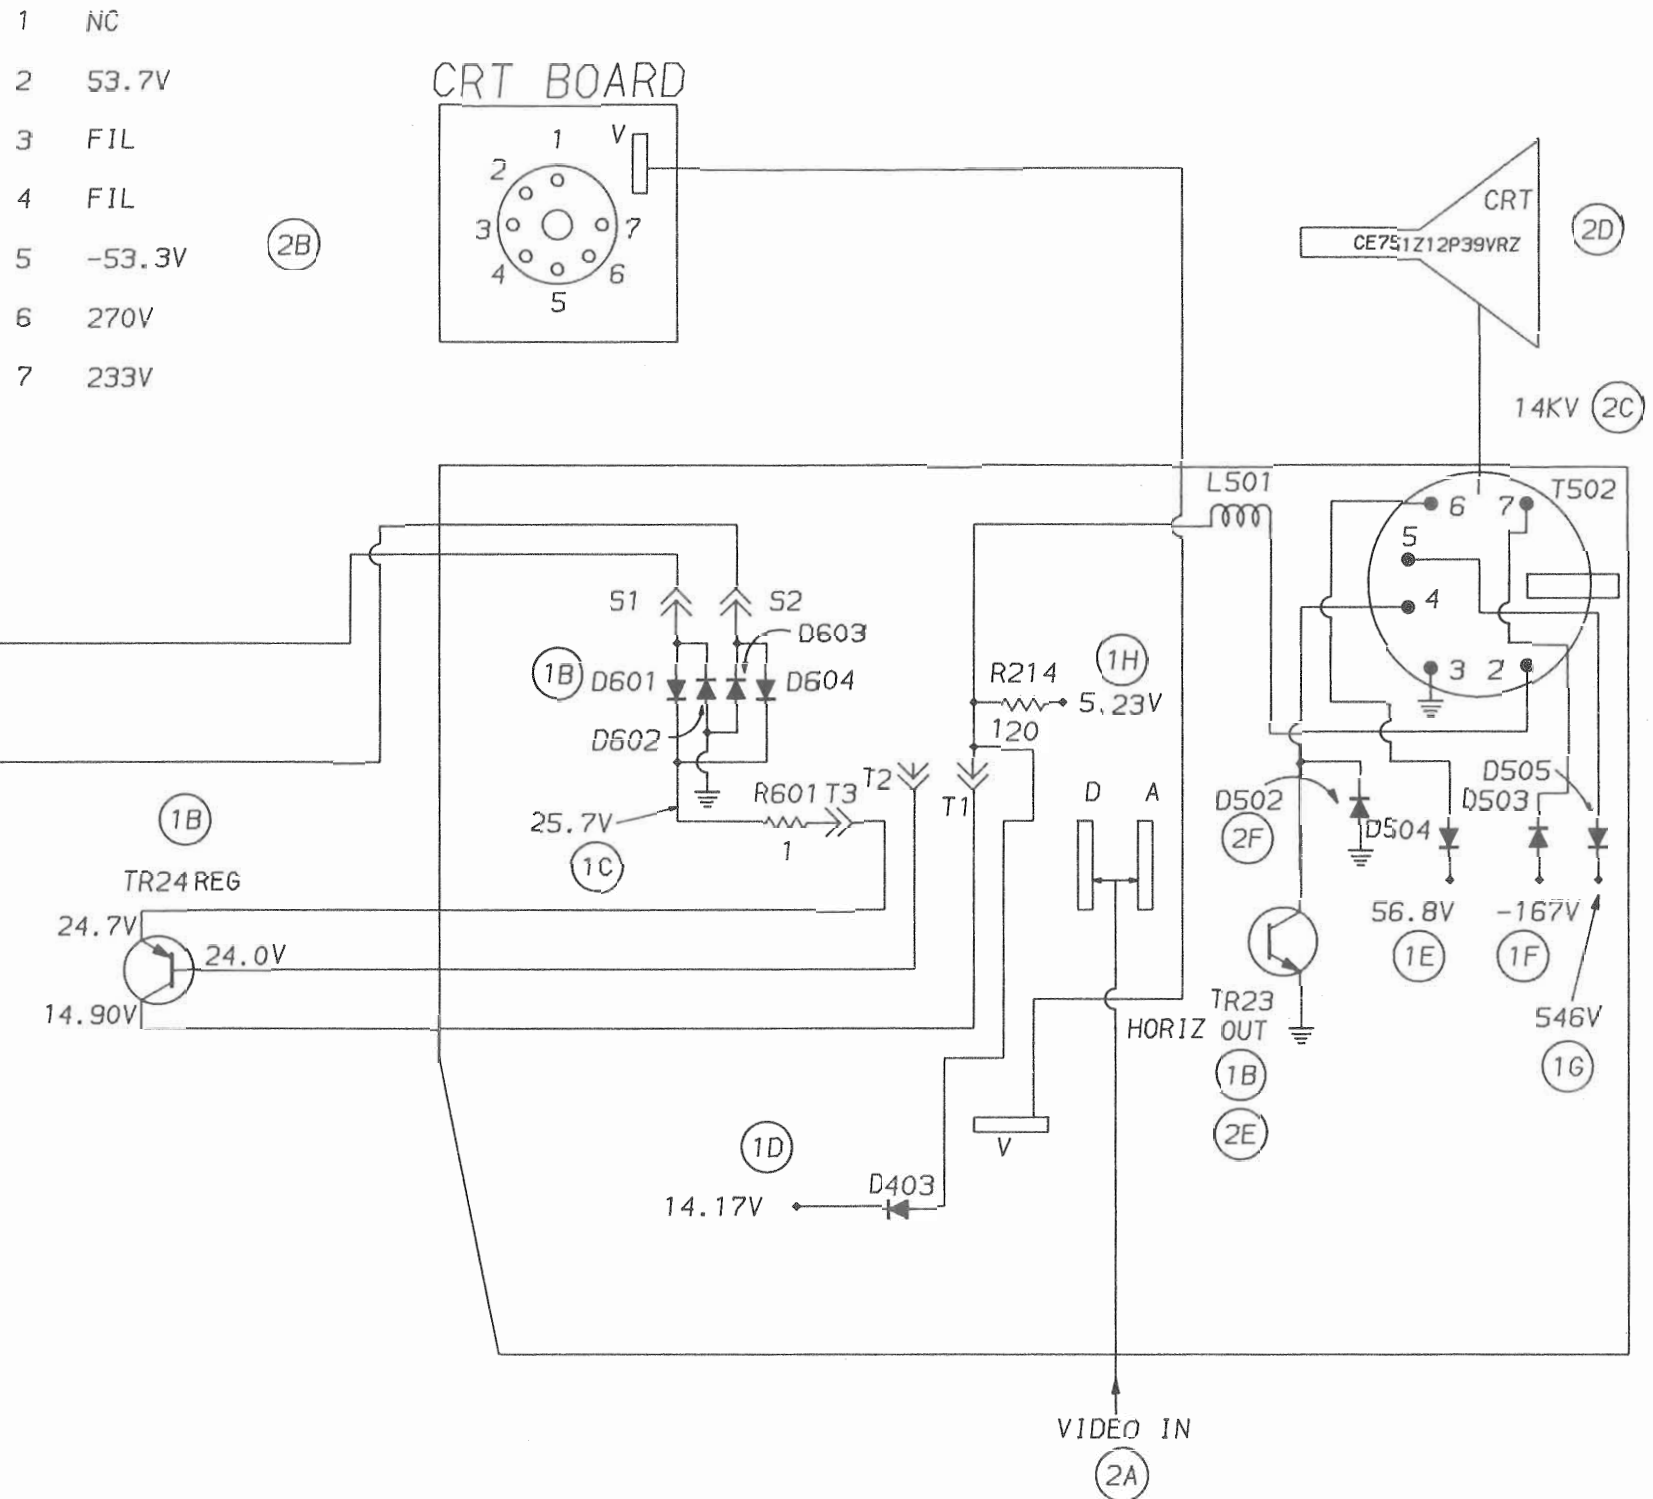 1 NC
2 53.7V
3 FIL
4 FIL
5 -53.3V
6 270V
7 233V
2B
CRT BOARD
1
V
2
3
7
4
6
5
CRT
CE751Z12P39VRZ
2D
14KV 2C
L501
T502
6 7
5
4
3 2
S1 S2
D603
1B D601 D604
D602
R214
1H
5.23V
120
T2
T1
R601 T3
1
25.7V
1C
1B
TR24 REG
24.7V
24.0V
14.90V
D A
D502
2F
D504
D505
D503
56.8V
1E
-167V
1F
546V
1G
TR23
HORIZ OUT
1B
2E
V
1D
14.17V
D403
VIDEO IN
2A